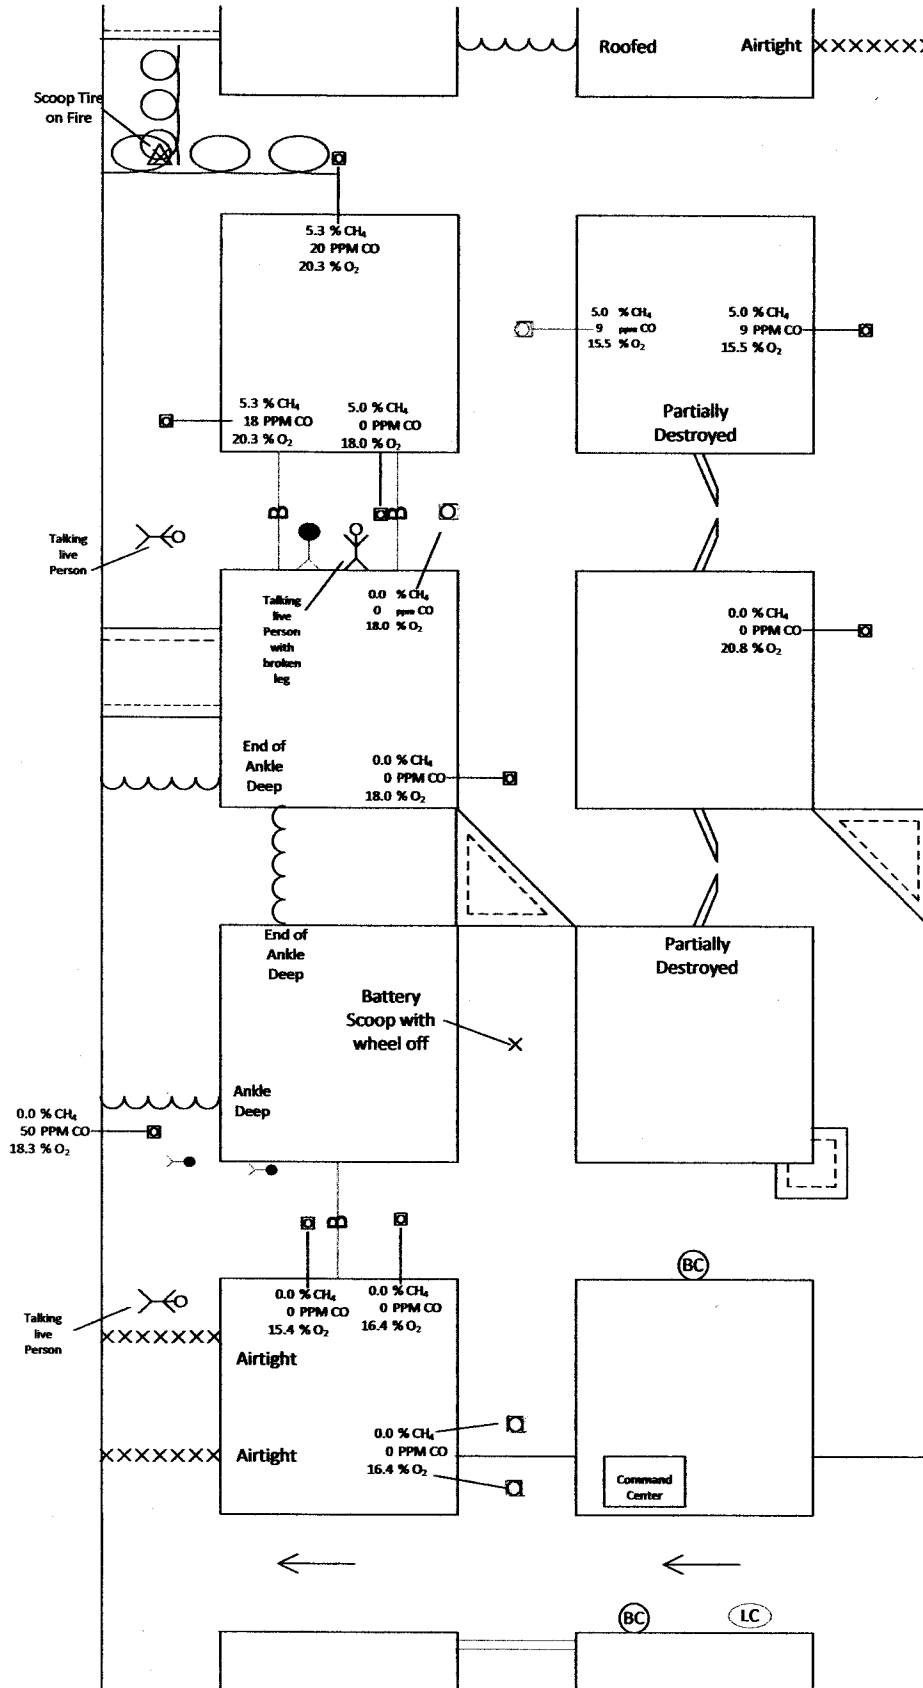 Roofed
Airtight
Scoop Tire
on Fire
5.3 % CH₄
20 PPM CO
20.3 % O₂
5.0 % CH₄
9 ppm CO
15.5 % O₂
5.0 % CH₄
9 PPM CO
15.5 % O₂
5.3 % CH₄
18 PPM CO
20.3 % O₂
5.0 % CH₄
0 PPM CO
18.0 % O₂
Partially
Destroyed
B
B
Talking
live
Person
Talking
live
Person
with
broken
leg
0.0 % CH₄
0 ppm CO
18.0 % O₂
0.0 % CH₄
0 PPM CO
20.8 % O₂
End of
Ankle
Deep
0.0 % CH₄
0 PPM CO
18.0 % O₂
End of
Ankle
Deep
Partially
Destroyed
Battery
Scoop with
wheel off
Ankle
Deep
0.0 % CH₄
50 PPM CO
18.3 % O₂
B
BC
0.0 % CH₄
0 PPM CO
15.4 % O₂
0.0 % CH₄
0 PPM CO
16.4 % O₂
Talking
live
Person
Airtight
Airtight
0.0 % CH₄
0 PPM CO
16.4 % O₂
Command
Center
BC
LC